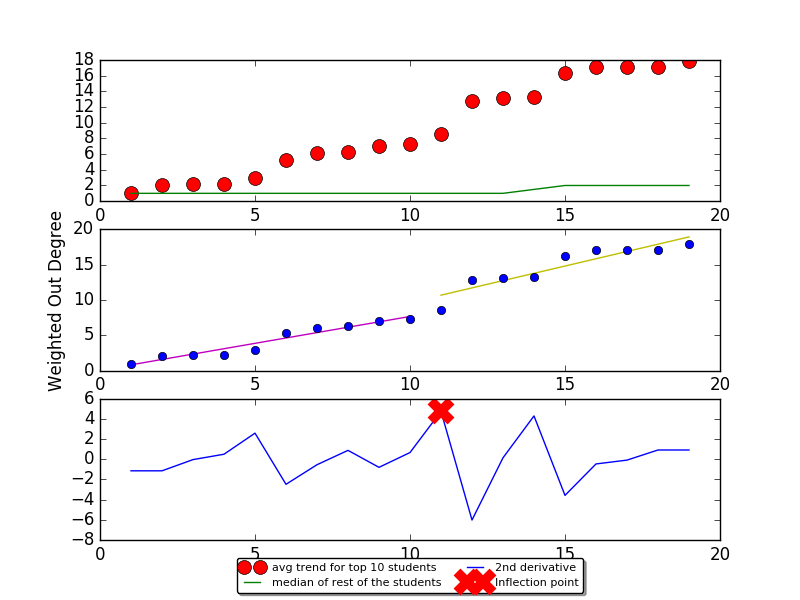 18
16
14
12
10
8
6
4
2
0
0 5 10 15 20
20
15
10
5
0
0 5 10 15 20
Weighted Out Degree
6
4
2
0
−2
−4
−6
−8
0 5 10 15 20
avg trend for top 10 students
median of rest of the students
2nd derivative
Inflection point